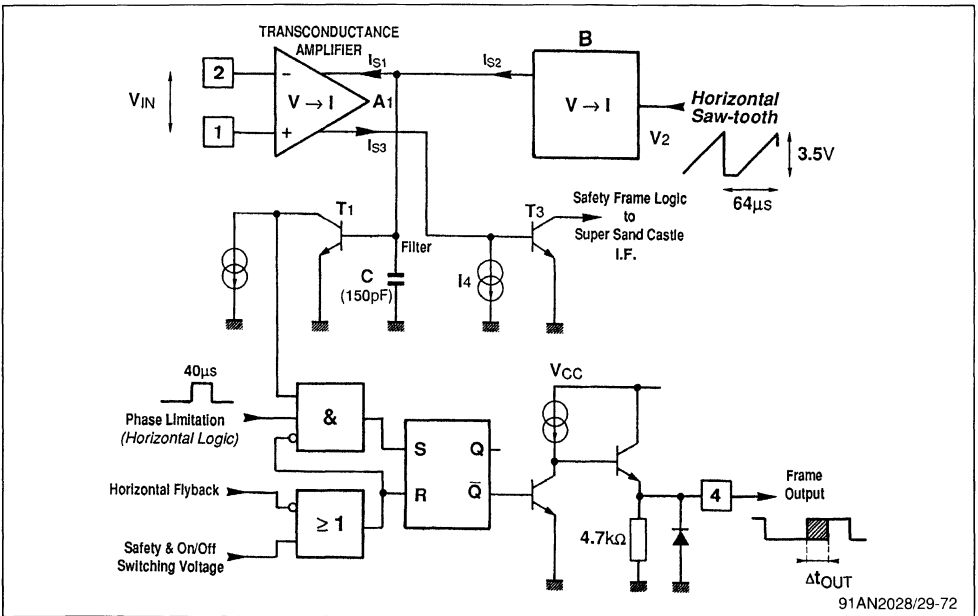 TRANSCONDUCTANCE
AMPLIFIER
B
2
–
IS1
IS2
VIN
V → I
A1
V → I
Horizontal
Saw-tooth
1
+
IS3
V2
3.5V
64µs
Safety Frame Logic
to
Super Sand Castle
I.F.
T1
T3
Filter
C
(150pF)
I4
40µs
VCC
Phase Limitation
(Horizontal Logic)
&
S
Q
R
Q̅
Horizontal Flyback
≥ 1
Safety & On/Off
Switching Voltage
4
Frame
Output
4.7kΩ
ΔtOUT
91AN2028/29-72